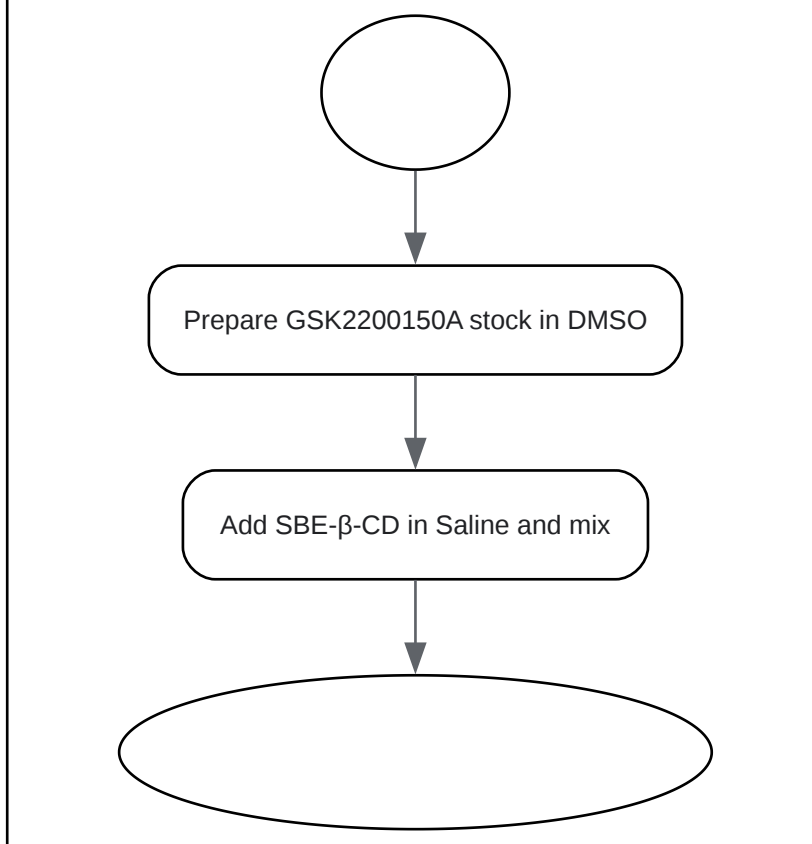 Prepare GSK2200150A stock in DMSO
Add SBE-β-CD in Saline and mix